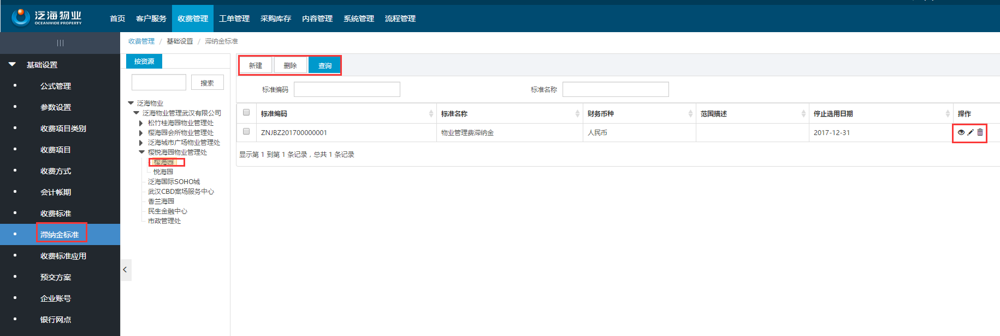 泛海物业
OCEANWIDE PROPERTY
首页 客户服务 收费管理 工单管理 采购库存 内容管理 系统管理 流程管理
收费管理 / 基础设置 / 滞纳金标准
基础设置
公式管理
参数设置
收费项目类别
收费项目
收费方式
会计帐期
收费标准
滞纳金标准
收费标准应用
预交方案
企业账号
银行网点
按资源
搜索
泛海物业
泛海物业管理武汉有限公司
松竹桂海园物业管理处
樱海园会所物业管理处
泛海城市广场物业管理处
樱悦海园物业管理处
樱海园
悦海园
泛海国际SOHO城
武汉CBD案场服务中心
香兰海园
民生金融中心
市政管理处
新建 删除 查询
标准编码 标准名称
标准编码 标准名称 财务币种 范围描述 停止选用日期 操作
ZNJBZ201700000001 物业管理费滞纳金 人民币 2017-12-31
显示第 1 到第 1 条记录，总共 1 条记录